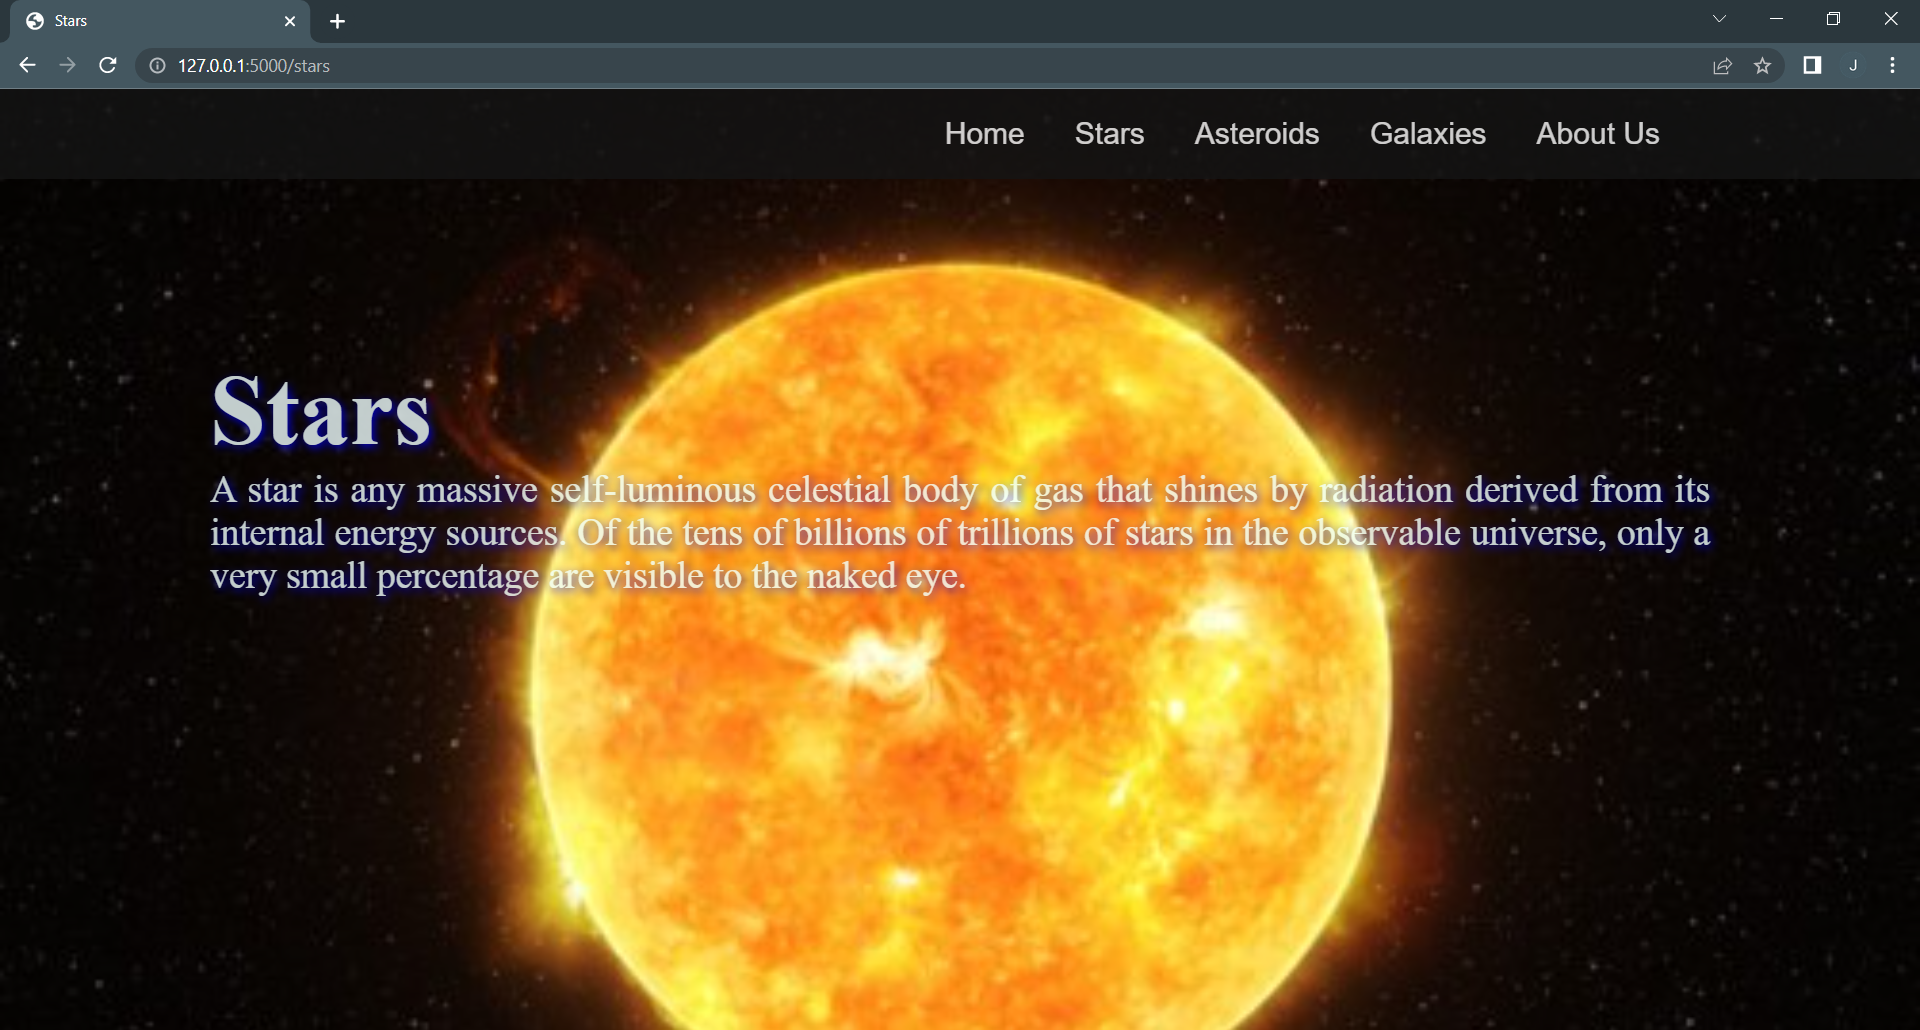 Stars
127.0.0.1:5000/stars
J
Home Stars Asteroids Galaxies About Us
Stars
A star is any massive self-luminous celestial body of gas that shines by radiation derived from its
internal energy sources. Of the tens of billions of trillions of stars in the observable universe, only a
very small percentage are visible to the naked eye.